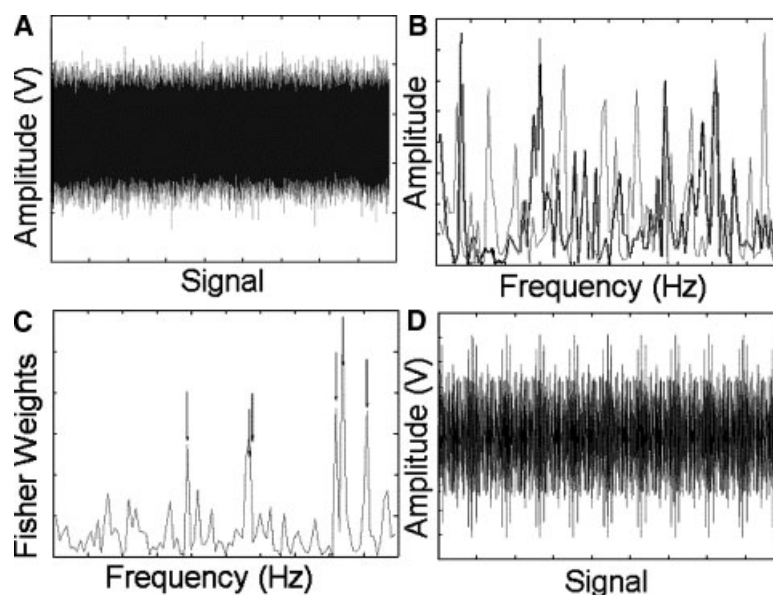 A
Amplitude (V)
Signal
B
Amplitude
Frequency (Hz)
C
Fisher Weights
Frequency (Hz)
D
Amplitude (V)
Signal